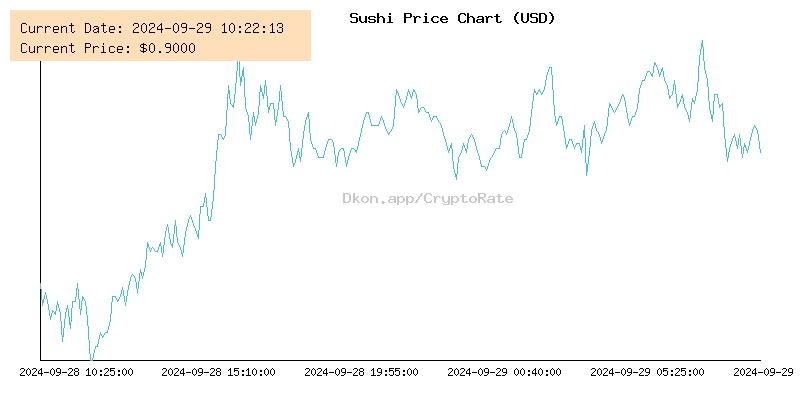 Sushi Price Chart (USD)
Current Date: 2024-09-29 10:22:13
Current Price: $0.9000
Dkon.app/CryptoRate
2024-09-28 10:25:00 2024-09-28 15:10:00 2024-09-28 19:55:00 2024-09-29 00:40:00 2024-09-29 05:25:00 2024-09-29